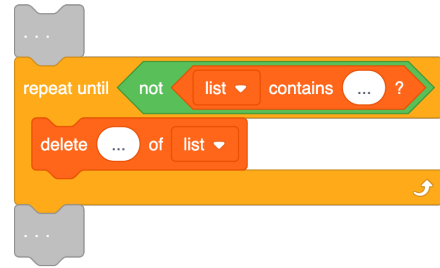 . . .
repeat until not list contains ... ?
delete ... of list
. . .